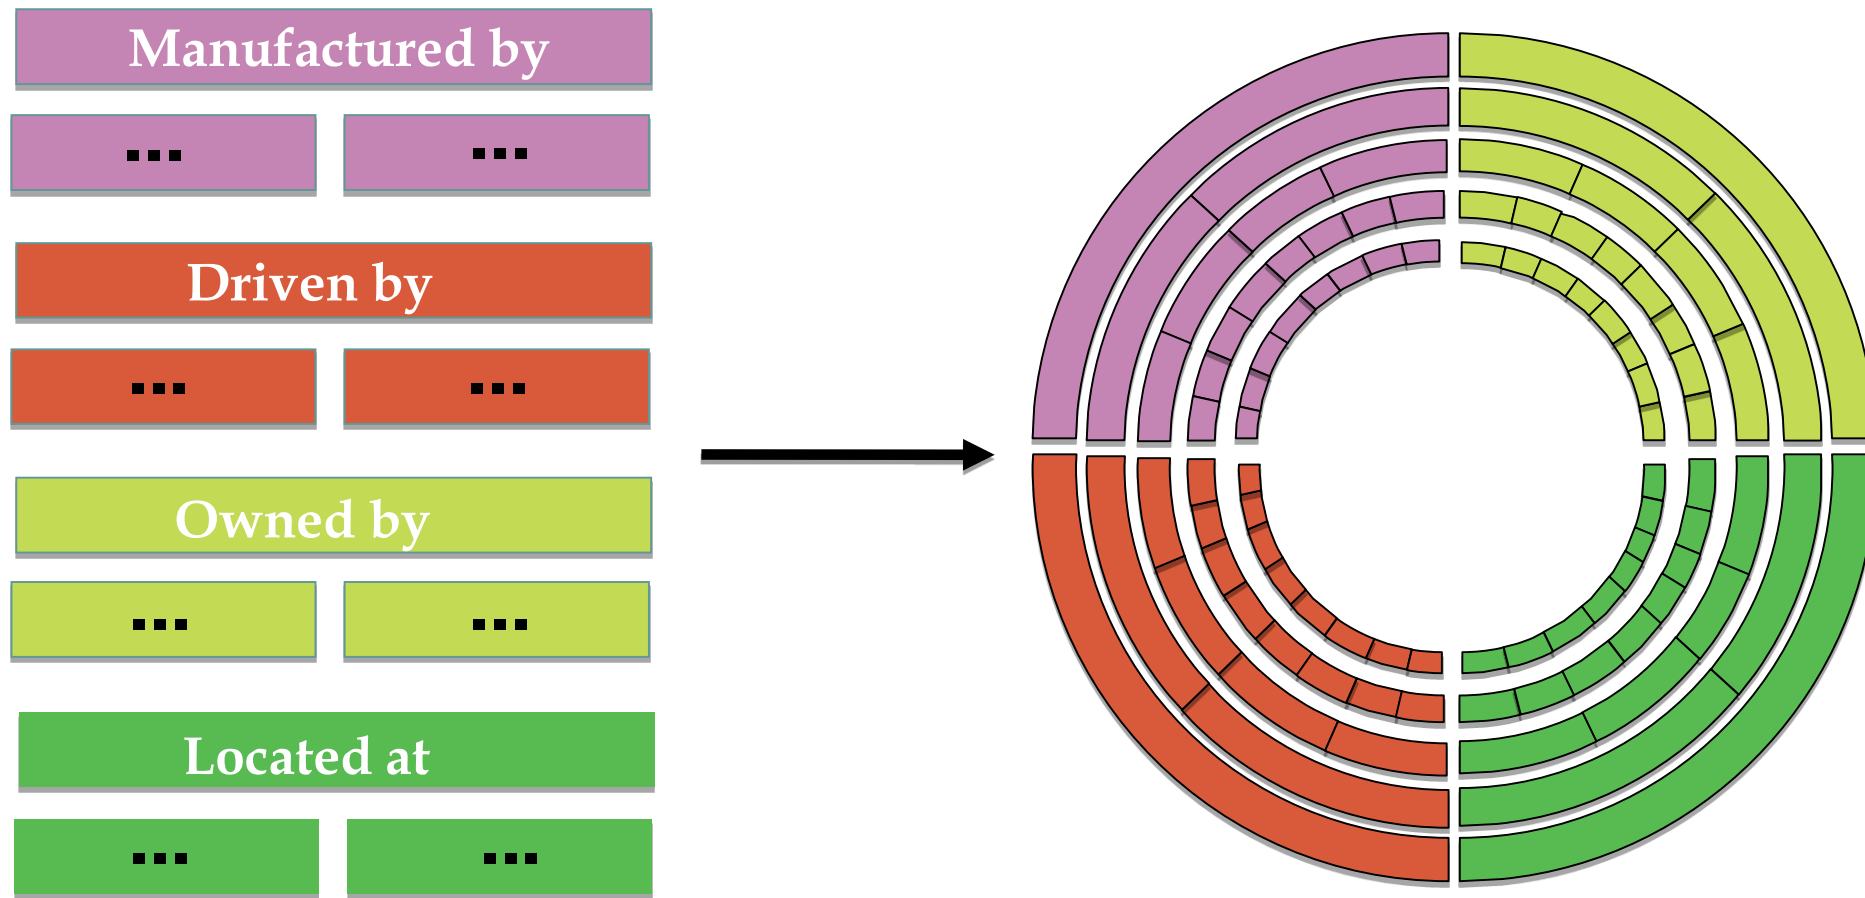 Manufactured by
... ...
Driven by
... ...
Owned by
... ...
Located at
... ...